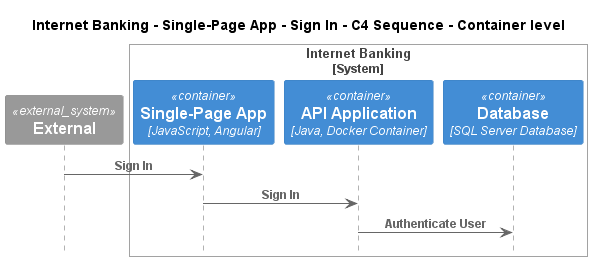 Internet Banking - Single-Page App - Sign In - C4 Sequence - Container level
Internet Banking
[System]
«external_system»
External
«container»
Single-Page App
[JavaScript, Angular]
«container»
API Application
[Java, Docker Container]
«container»
Database
[SQL Server Database]
Sign In
Sign In
Authenticate User